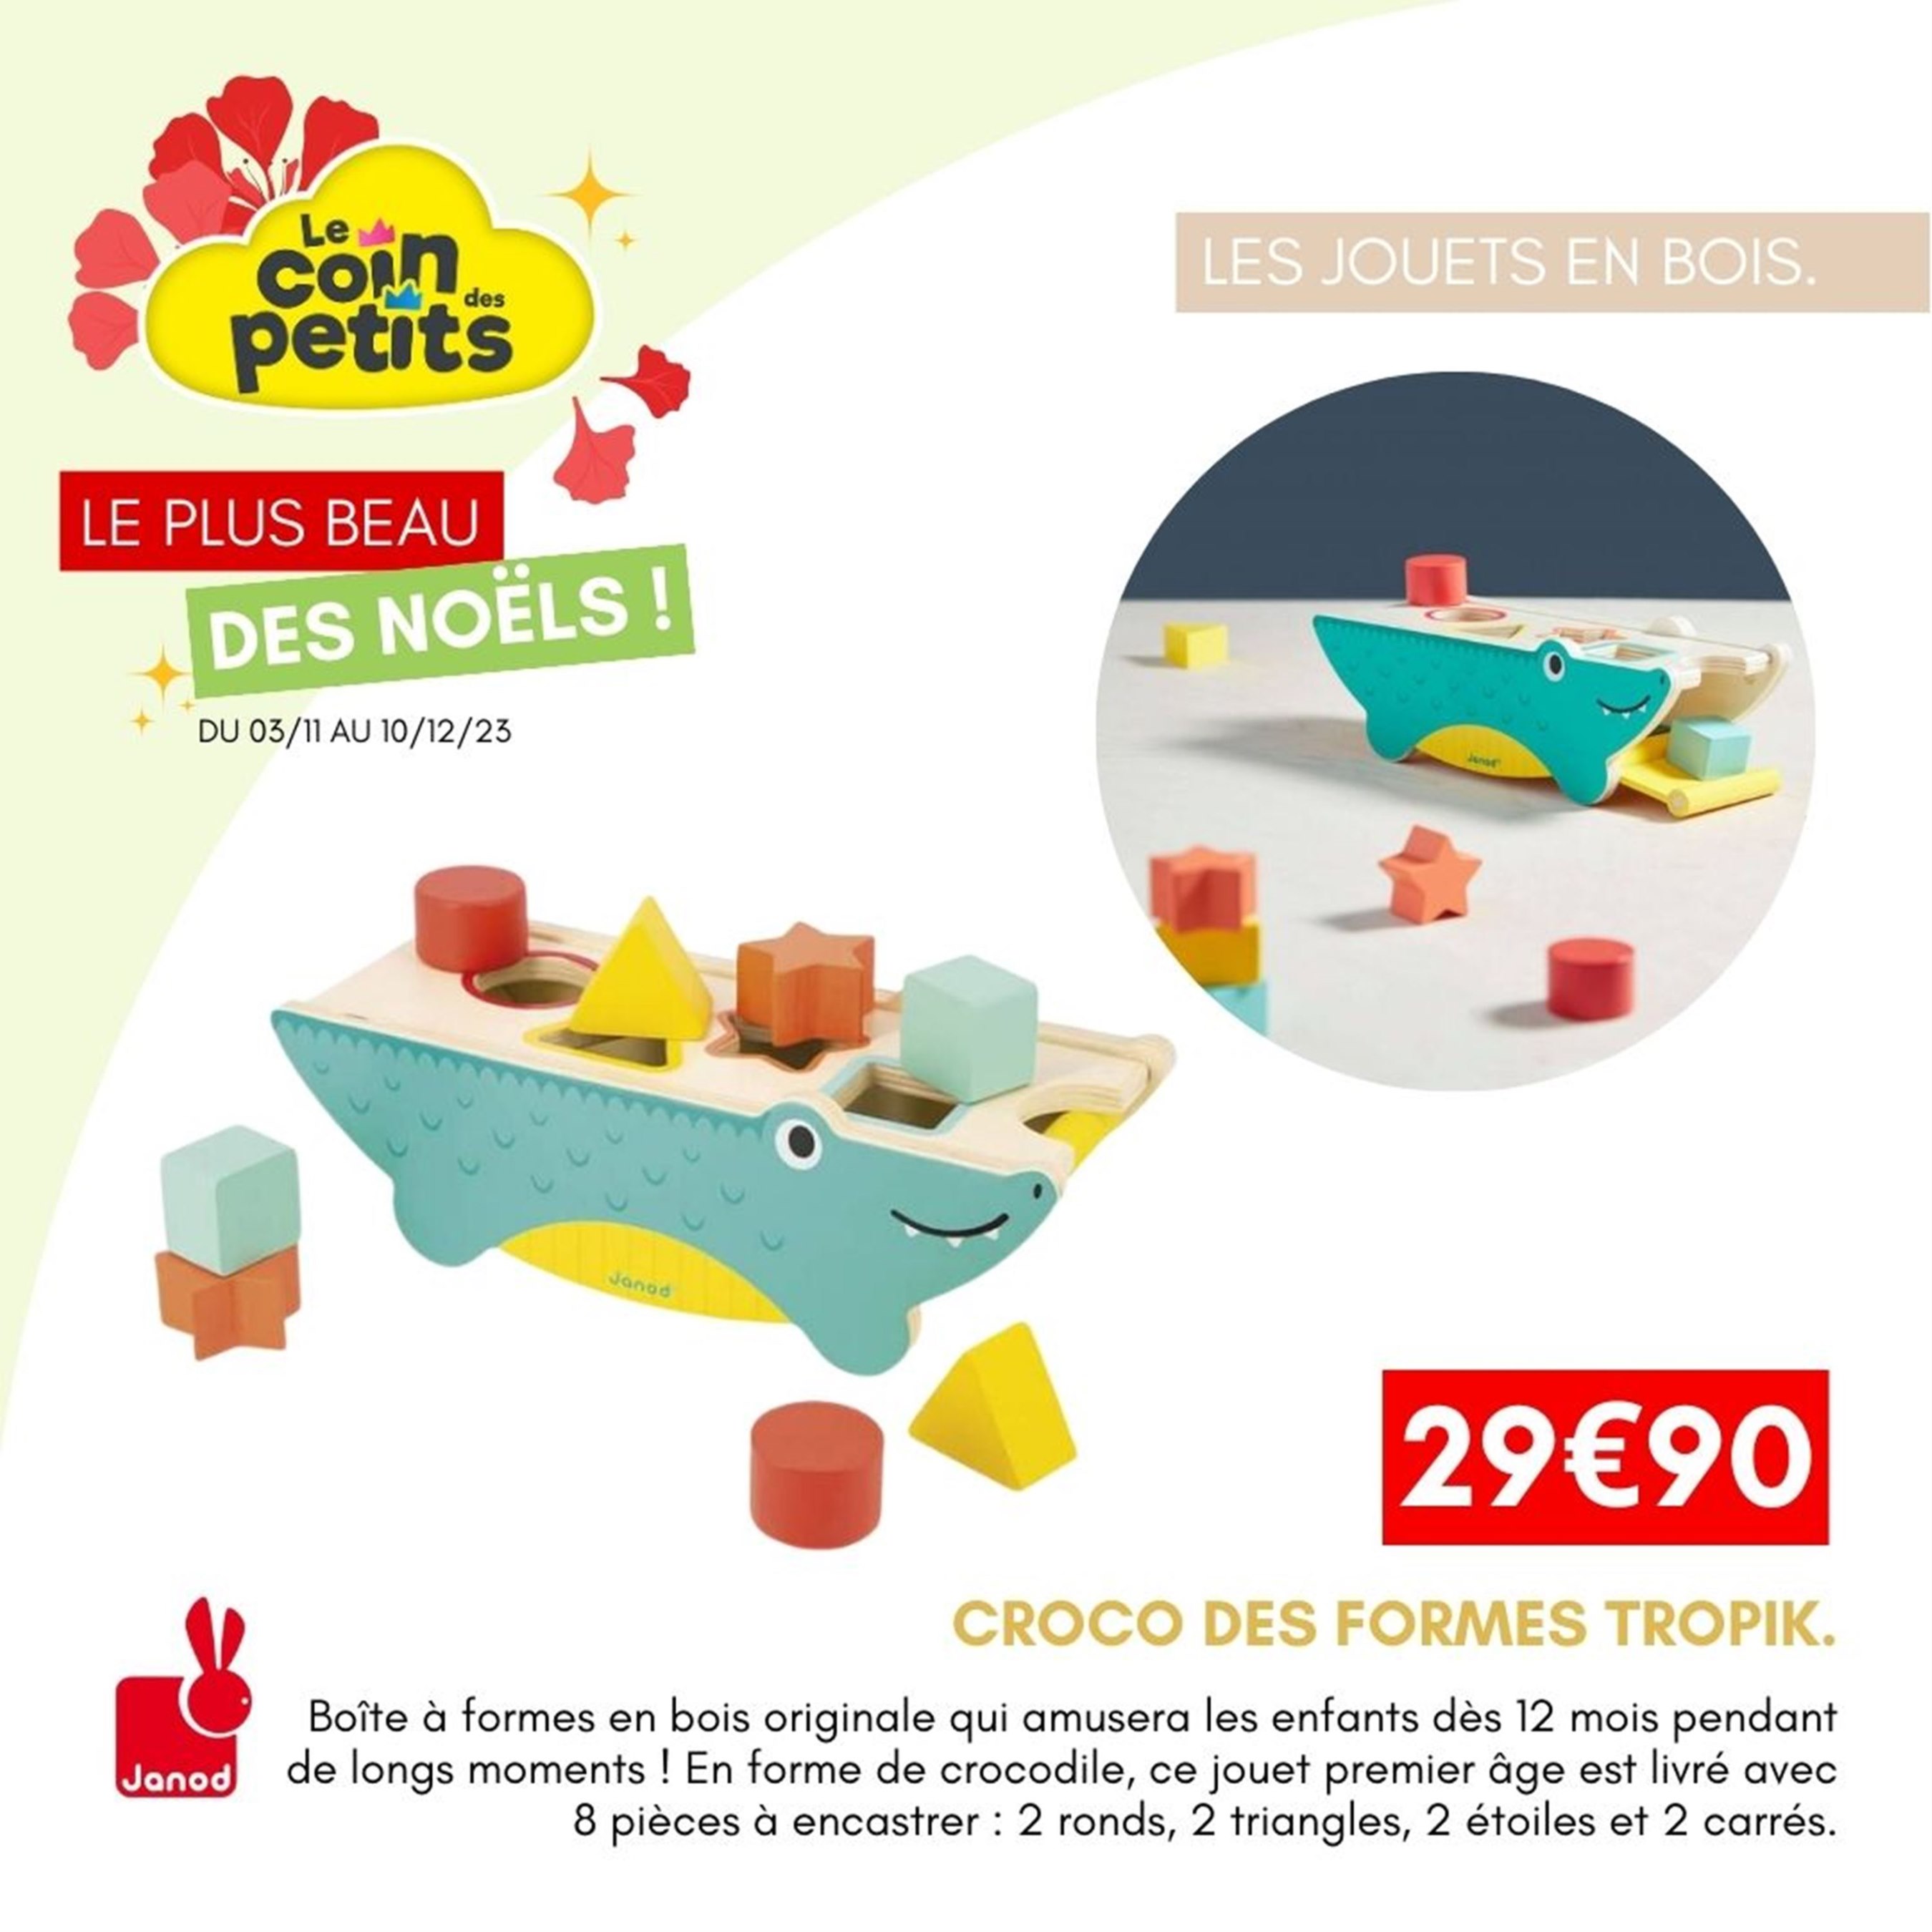 Le
coin
des
petits
LES JOUETS EN BOIS.
LE PLUS BEAU
DES NOËLS !
DU 03/11 AU 10/12/23
Janod
Janod
29€90
CROCO DES FORMES TROPIK.
Janod
Boîte à formes en bois originale qui amusera les enfants dès 12 mois pendant
de longs moments ! En forme de crocodile, ce jouet premier âge est livré avec
8 pièces à encastrer : 2 ronds, 2 triangles, 2 étoiles et 2 carrés.